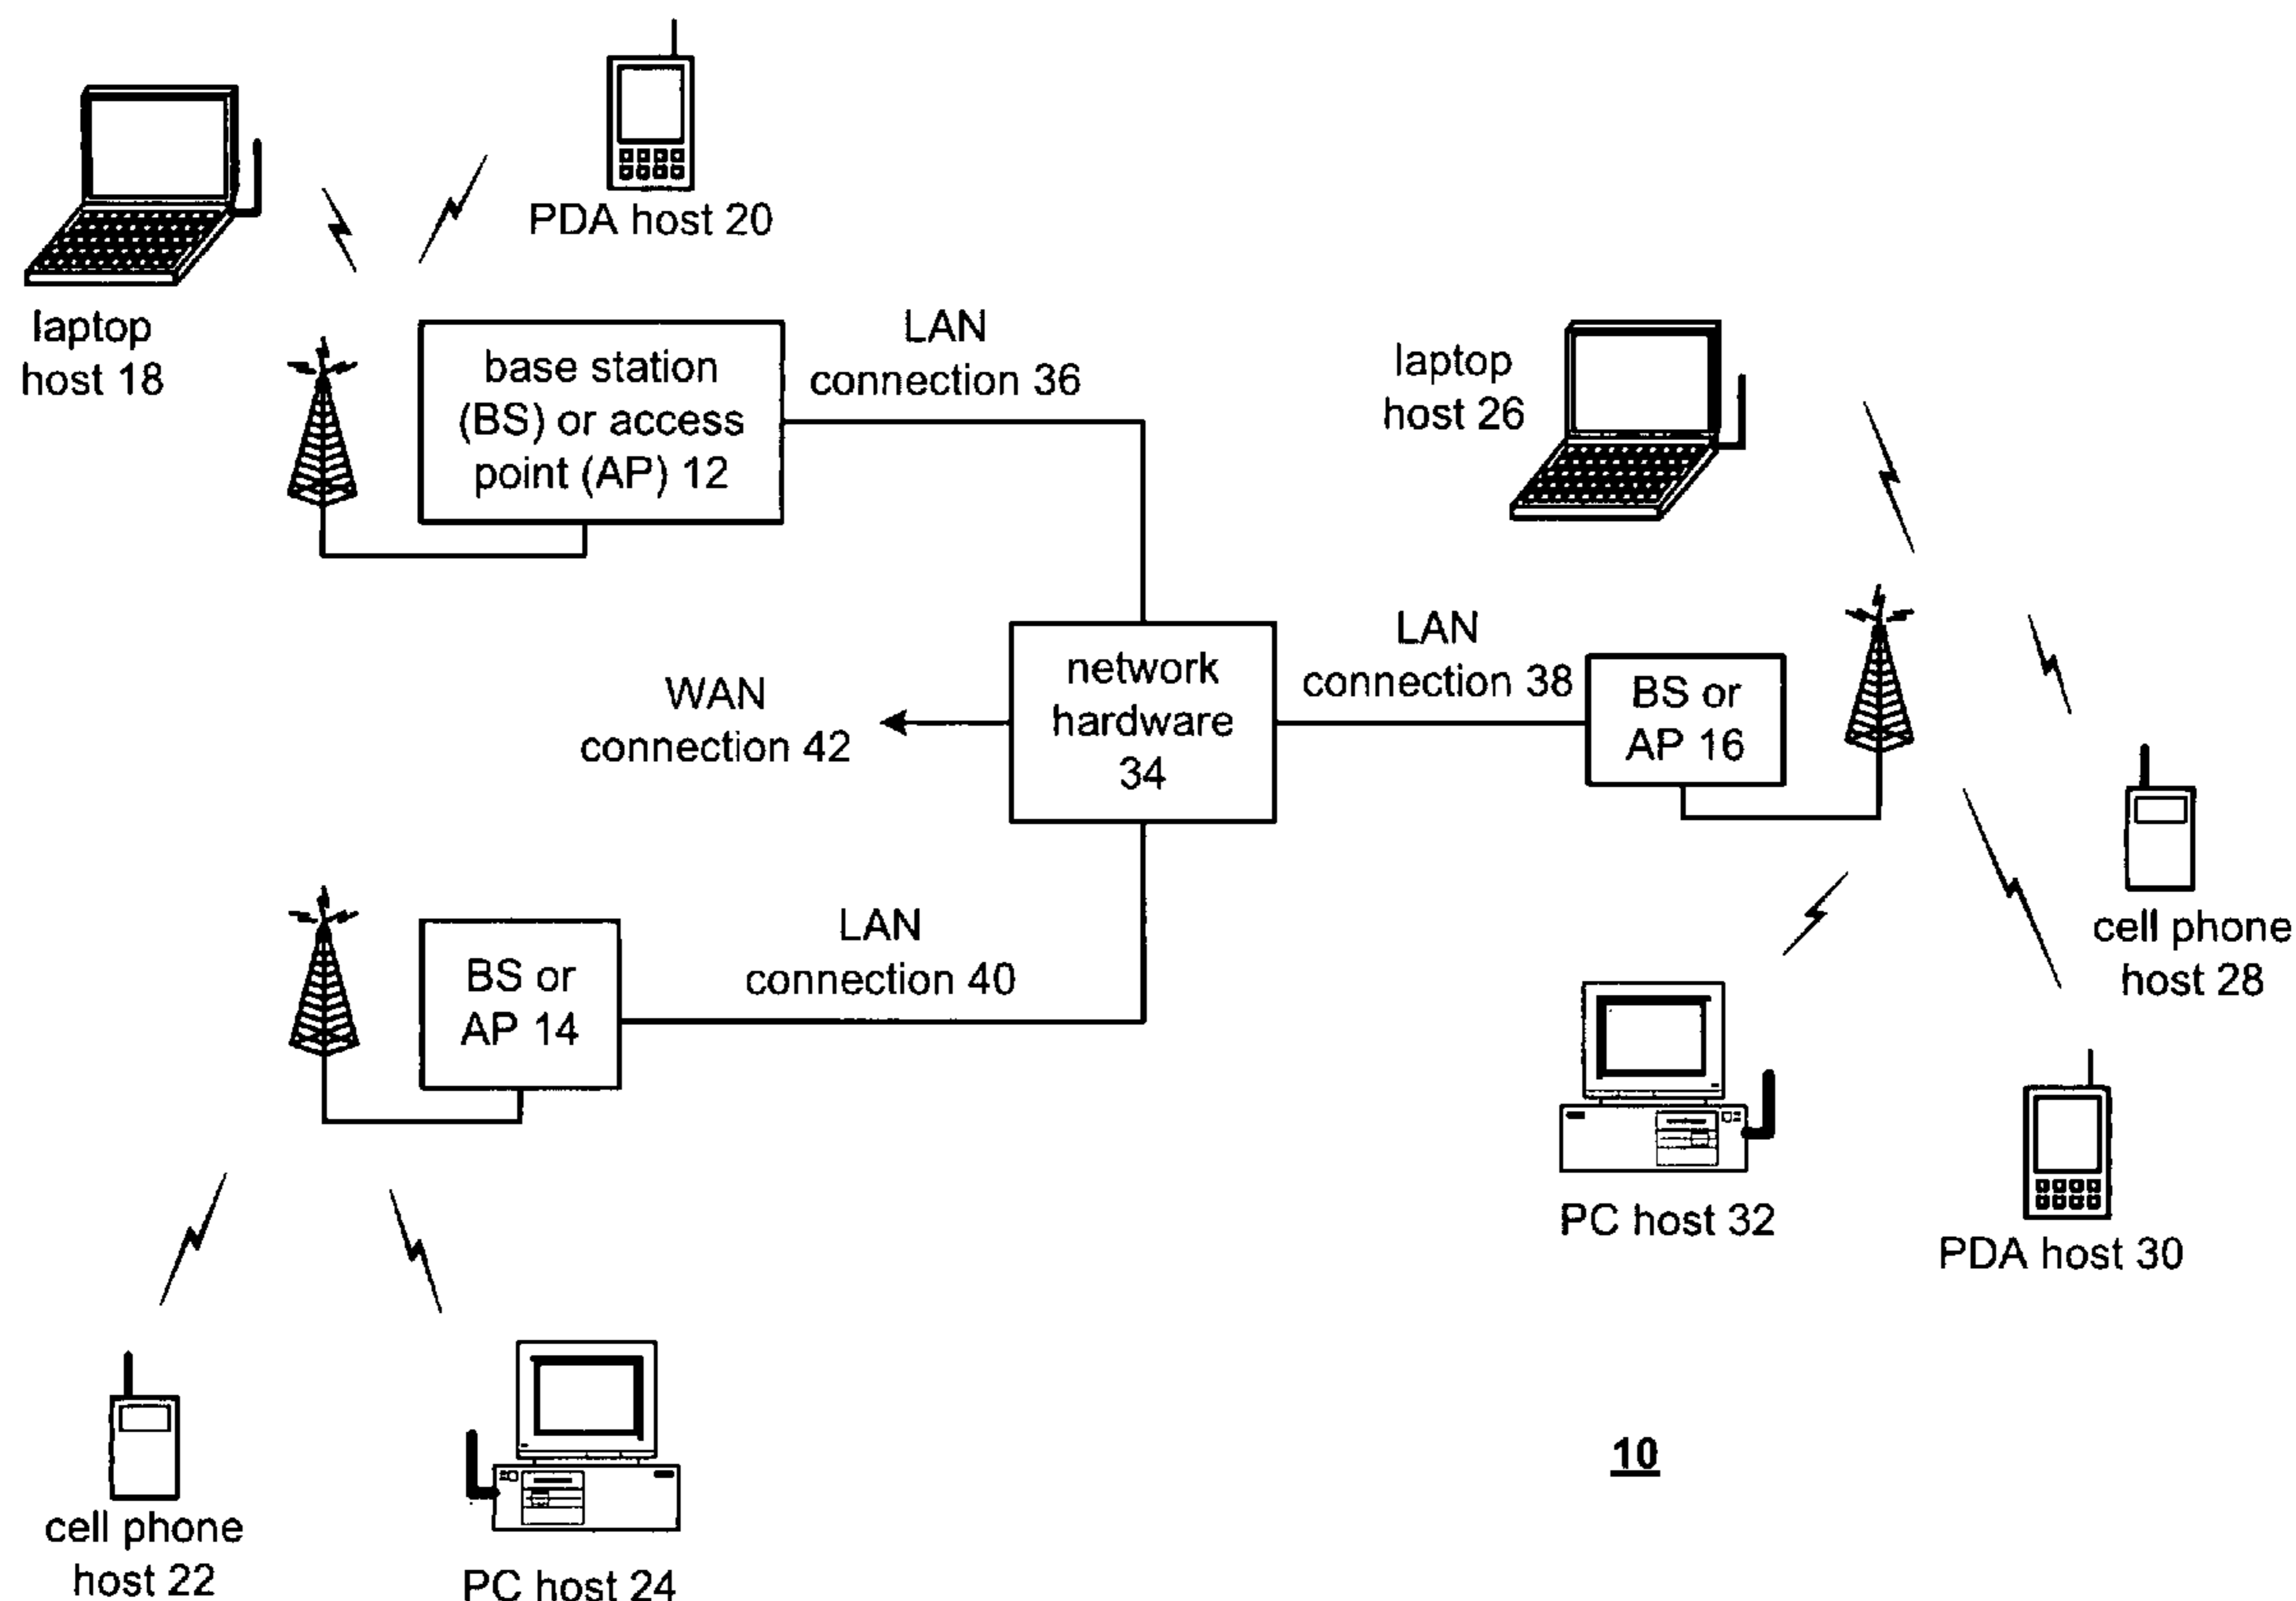 PDA host 20
laptop
host 18
base station
(BS) or access
point (AP) 12
LAN
connection 36
laptop
host 26
network
hardware
34
WAN
connection 42
LAN
connection 38
BS or
AP 16
BS or
AP 14
LAN
connection 40
cell phone
host 28
PC host 32
PDA host 30
cell phone
host 22
PC host 24
10